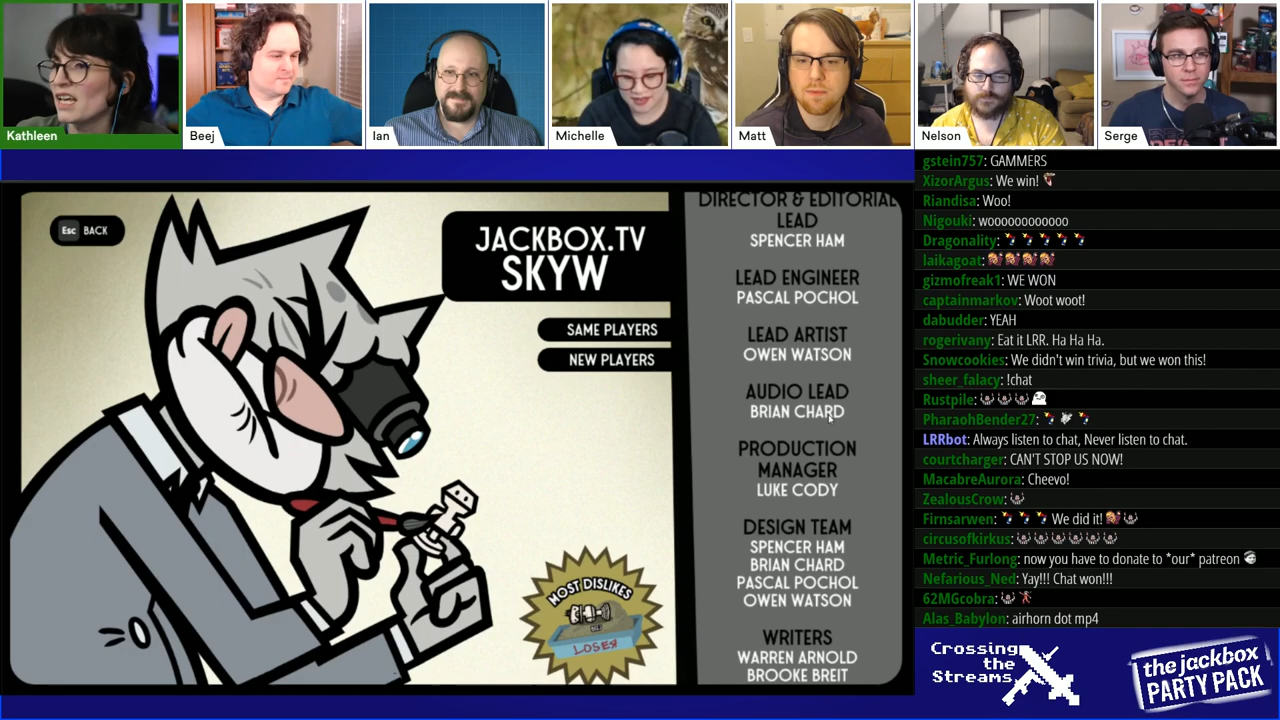 Kathleen
Beej
Ian
Michelle
Matt
Nelson
Serge
Esc BACK
JACKBOX.TV
SKYW
SAME PLAYERS
NEW PLAYERS
MOST DISLIKES
LOSER
DIRECTOR & EDITORIAL
LEAD
SPENCER HAM
LEAD ENGINEER
PASCAL POCHOL
LEAD ARTIST
OWEN WATSON
AUDIO LEAD
BRIAN CHARD
PRODUCTION
MANAGER
LUKE CODY
DESIGN TEAM
SPENCER HAM
BRIAN CHARD
PASCAL POCHOL
OWEN WATSON
WRITERS
WARREN ARNOLD
BROOKE BREIT
gstein757: GAMMERS
XizorArgus: We win!
Riandisa: Woo!
Nigouki: woooooooooooo
Dragonality:
laikagoat:
gizmofreak1: WE WON
captainmarkov: Woot woot!
dabudder: YEAH
rogerivany: Eat it LRR. Ha Ha Ha.
Snowcookies: We didn't win trivia, but we won this!
sheer_falacy: !chat
Rustpile:
PharaohBender27:
LRRbot: Always listen to chat, Never listen to chat.
courtcharger: CAN'T STOP US NOW!
MacabreAurora: Cheevo!
ZealousCrow:
Firnsarwen: We did it!
circusofkirkus:
Metric_Furlong: now you have to donate to *our* patreon
Nefarious_Ned: Yay!!! Chat won!!!
62MGcobra:
Alas_Babylon: airhorn dot mp4
Crossing
the
Streams
the jackbox
PARTY PACK